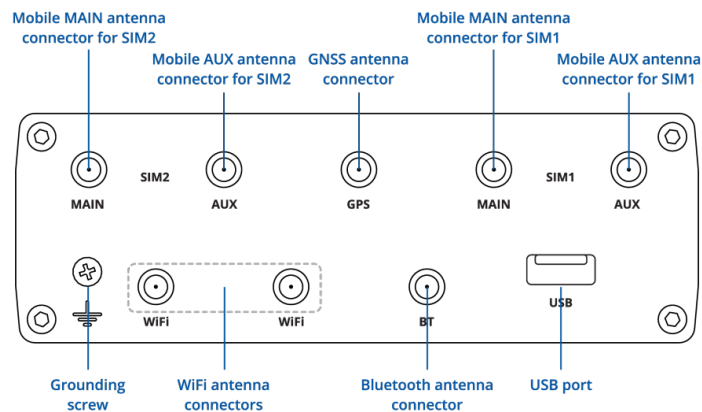 Mobile MAIN antenna
connector for SIM2
Mobile AUX antenna
connector for SIM2
GNSS antenna
connector
Mobile MAIN antenna
connector for SIM1
Mobile AUX antenna
connector for SIM1
MAIN
SIM2
AUX
GPS
MAIN
SIM1
AUX
WiFi
WiFi
BT
USB
Grounding
screw
WiFi antenna
connectors
Bluetooth antenna
connector
USB port